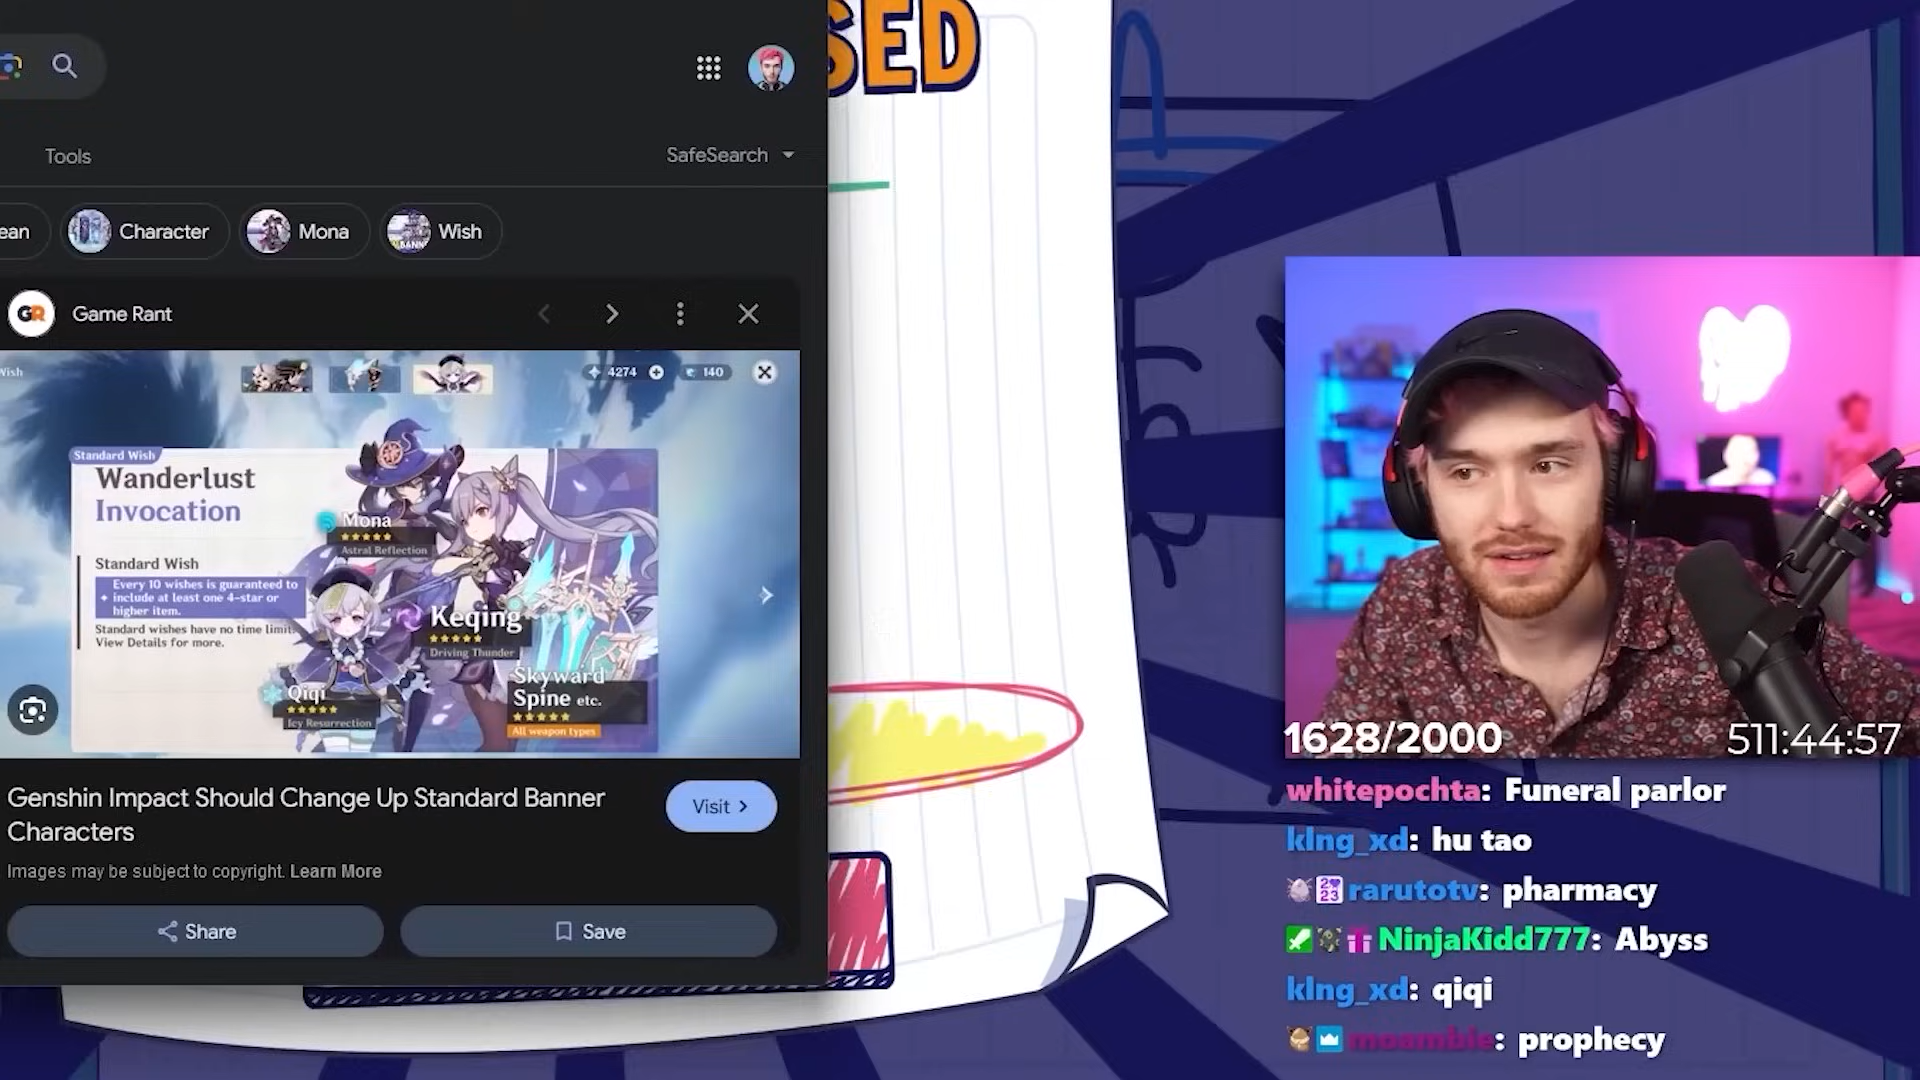 SED
Tools
SafeSearch
ean
Character
Mona
Wish
GR
Game Rant
Wish
4274
140
Standard Wish
Wanderlust
Invocation
Standard Wish
Every 10 wishes is guaranteed to
include at least one 4-star or
higher item.
Standard wishes have no time limit.
View Details for more.
Mona
Astral Reflection
Keqing
Driving Thunder
Qiqi
Icy Resurrection
Skyward
Spine etc.
All weapon types
Genshin Impact Should Change Up Standard Banner
Characters
Visit
Images may be subject to copyright. Learn More
Share
Save
1628/2000
511:44:57
whitepochta: Funeral parlor
klng_xd: hu tao
rarutotv: pharmacy
NinjaKidd777: Abyss
klng_xd: qiqi
moambie: prophecy